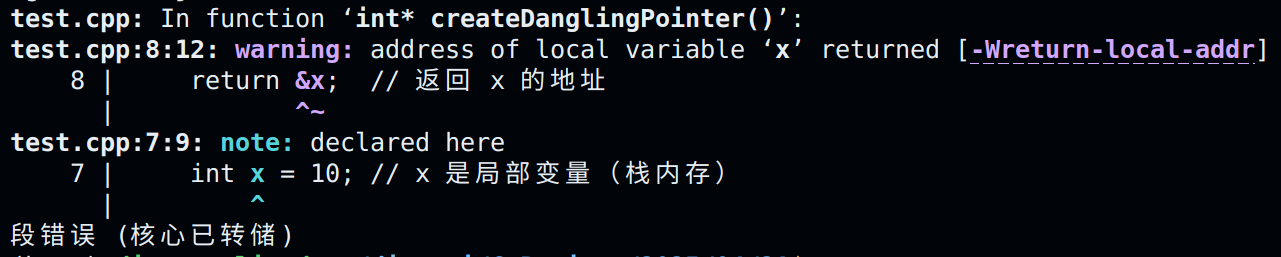 test.cpp: In function ‘int* createDanglingPointer()’:
test.cpp:8:12: warning: address of local variable ‘x’ returned [-Wreturn-local-addr]
    8 |     return &x;  // 返回 x 的地址
      |            ^~
test.cpp:7:9: note: declared here
    7 |     int x = 10; // x 是局部变量（栈内存）
      |         ^
段错误 (核心已转储)